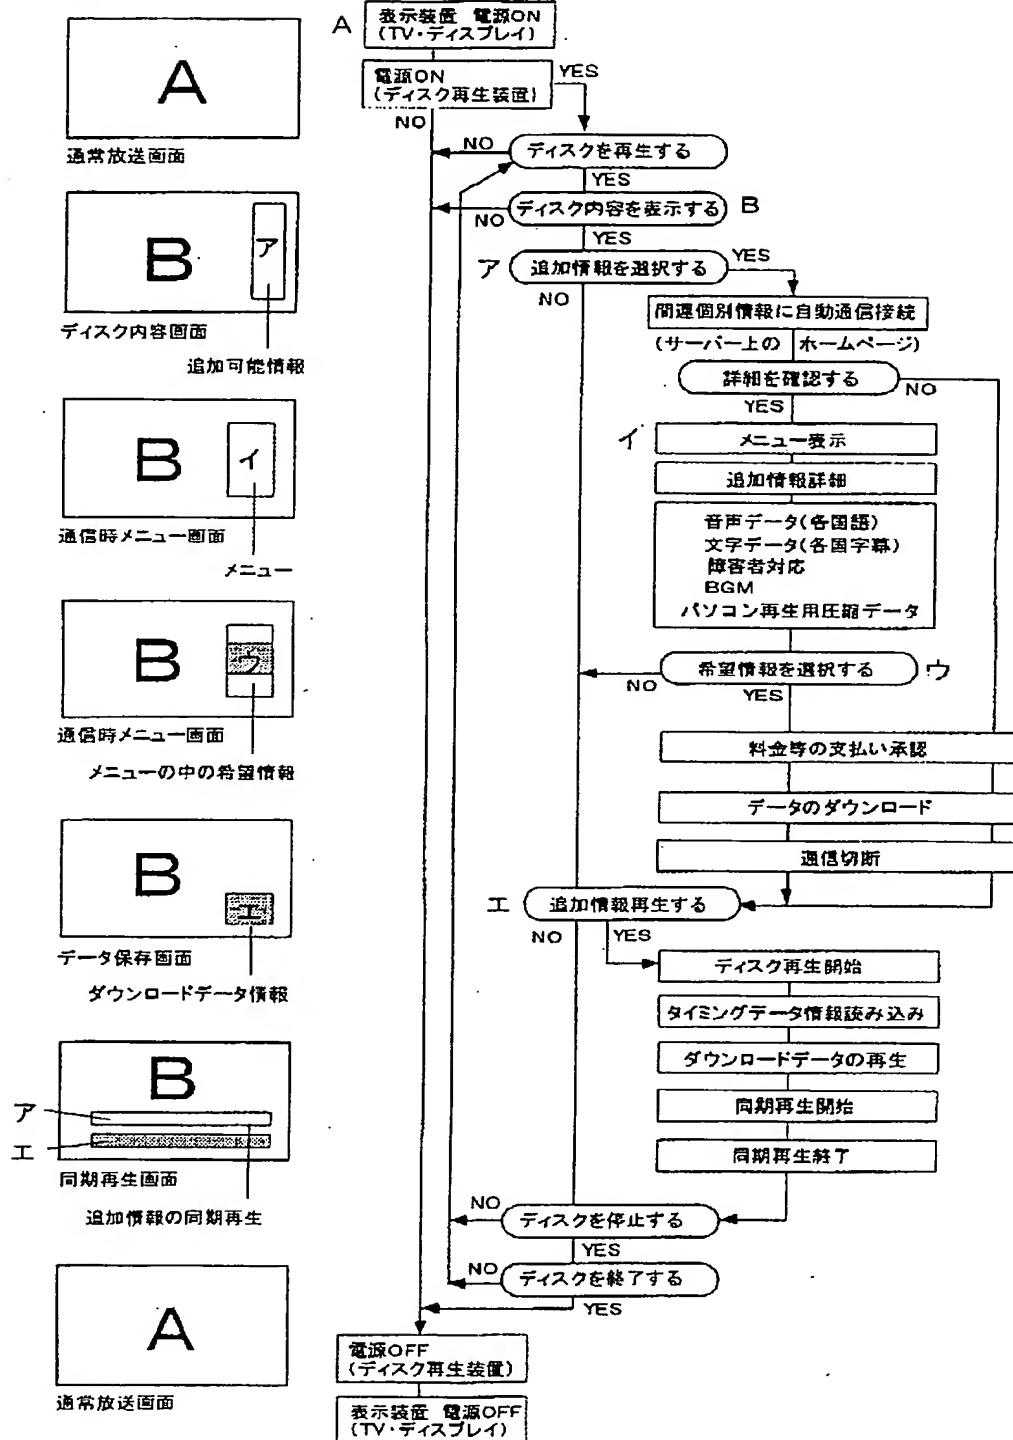 A
通常放送画面
B
ア
ディスク内容画面
追加可能情報
B
イ
通信時メニュー画面
メニュー
B
ウ
通信時メニュー画面
メニューの中の希望情報
B
エ
データ保存画面
ダウンロードデータ情報
B
ア
エ
同期再生画面
追加情報の同期再生
A
通常放送画面
A
表示装置 電源ON
(TV・ディスプレイ)
電源ON
(ディスク再生装置)
YES
NO
ディスクを再生する
NO
YES
ディスク内容を表示する
B
NO
YES
ア
追加情報を選択する
YES
NO
関連個別情報に自動通信接続
(サーバー上の ホームページ)
詳細を確認する
NO
YES
イ
メニュー表示
追加情報詳細
音声データ(各国語)
文字データ(各国字幕)
障害者対応
BGM
パソコン再生用圧縮データ
希望情報を選択する
ウ
NO
YES
料金等の支払い承認
データのダウンロード
通信切断
エ
追加情報再生する
NO
YES
ディスク再生開始
タイミングデータ情報読み込み
ダウンロードデータの再生
同期再生開始
同期再生終了
NO
ディスクを停止する
YES
NO
ディスクを終了する
YES
電源OFF
(ディスク再生装置)
表示装置 電源OFF
(TV・ディスプレイ)